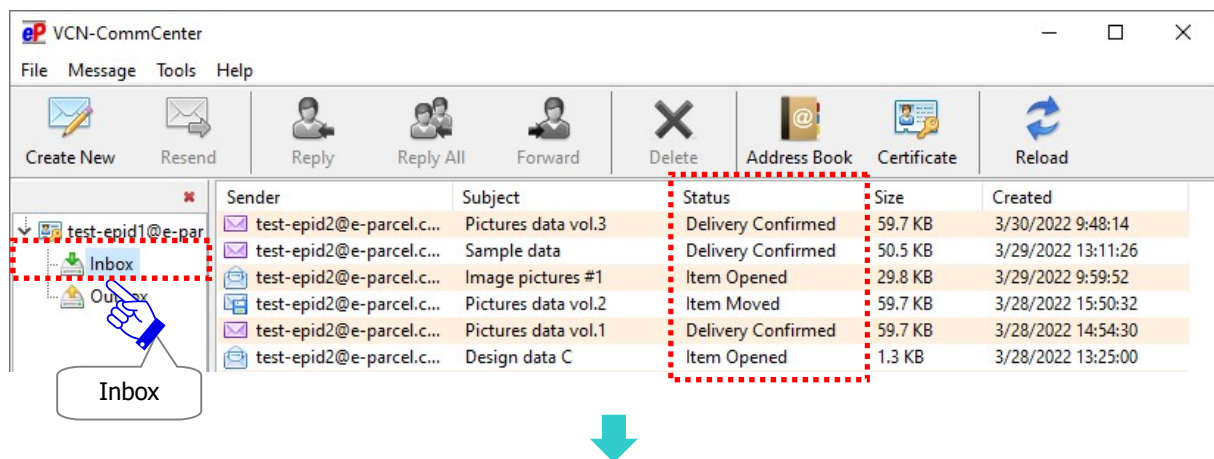 eP VCN-CommCenter
File Message Tools Help
Create New Resend Reply Reply All Forward Delete Address Book Certificate Reload
Sender Subject Status Size Created
test-epid1@e-par
Inbox
Outbox
test-epid2@e-parcel.c... Pictures data vol.3 Delivery Confirmed 59.7 KB 3/30/2022 9:48:14
test-epid2@e-parcel.c... Sample data Delivery Confirmed 50.5 KB 3/29/2022 13:11:26
test-epid2@e-parcel.c... Image pictures #1 Item Opened 29.8 KB 3/29/2022 9:59:52
test-epid2@e-parcel.c... Pictures data vol.2 Item Moved 59.7 KB 3/28/2022 15:50:32
test-epid2@e-parcel.c... Pictures data vol.1 Delivery Confirmed 59.7 KB 3/28/2022 14:54:30
test-epid2@e-parcel.c... Design data C Item Opened 1.3 KB 3/28/2022 13:25:00
Inbox